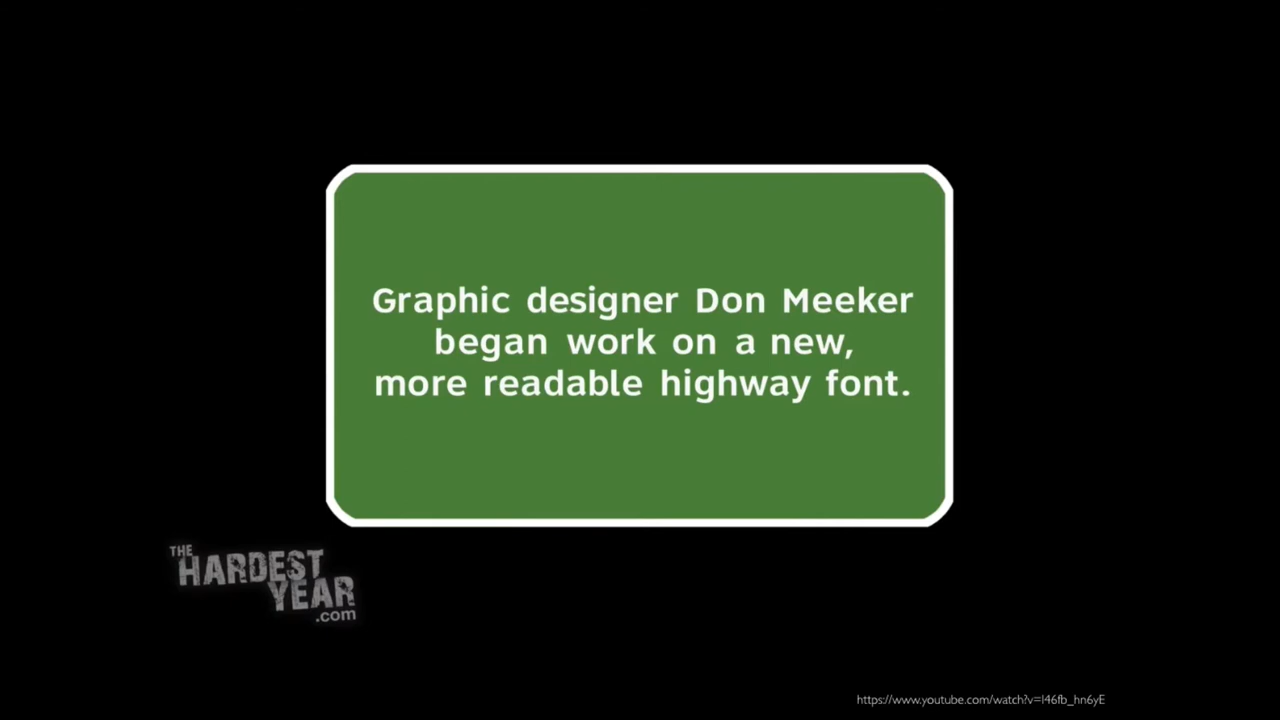 Graphic designer Don Meeker
began work on a new,
more readable highway font.
THE
HARDEST
YEAR
.com
https://www.youtube.com/watch?v=l46fb_hn6yE